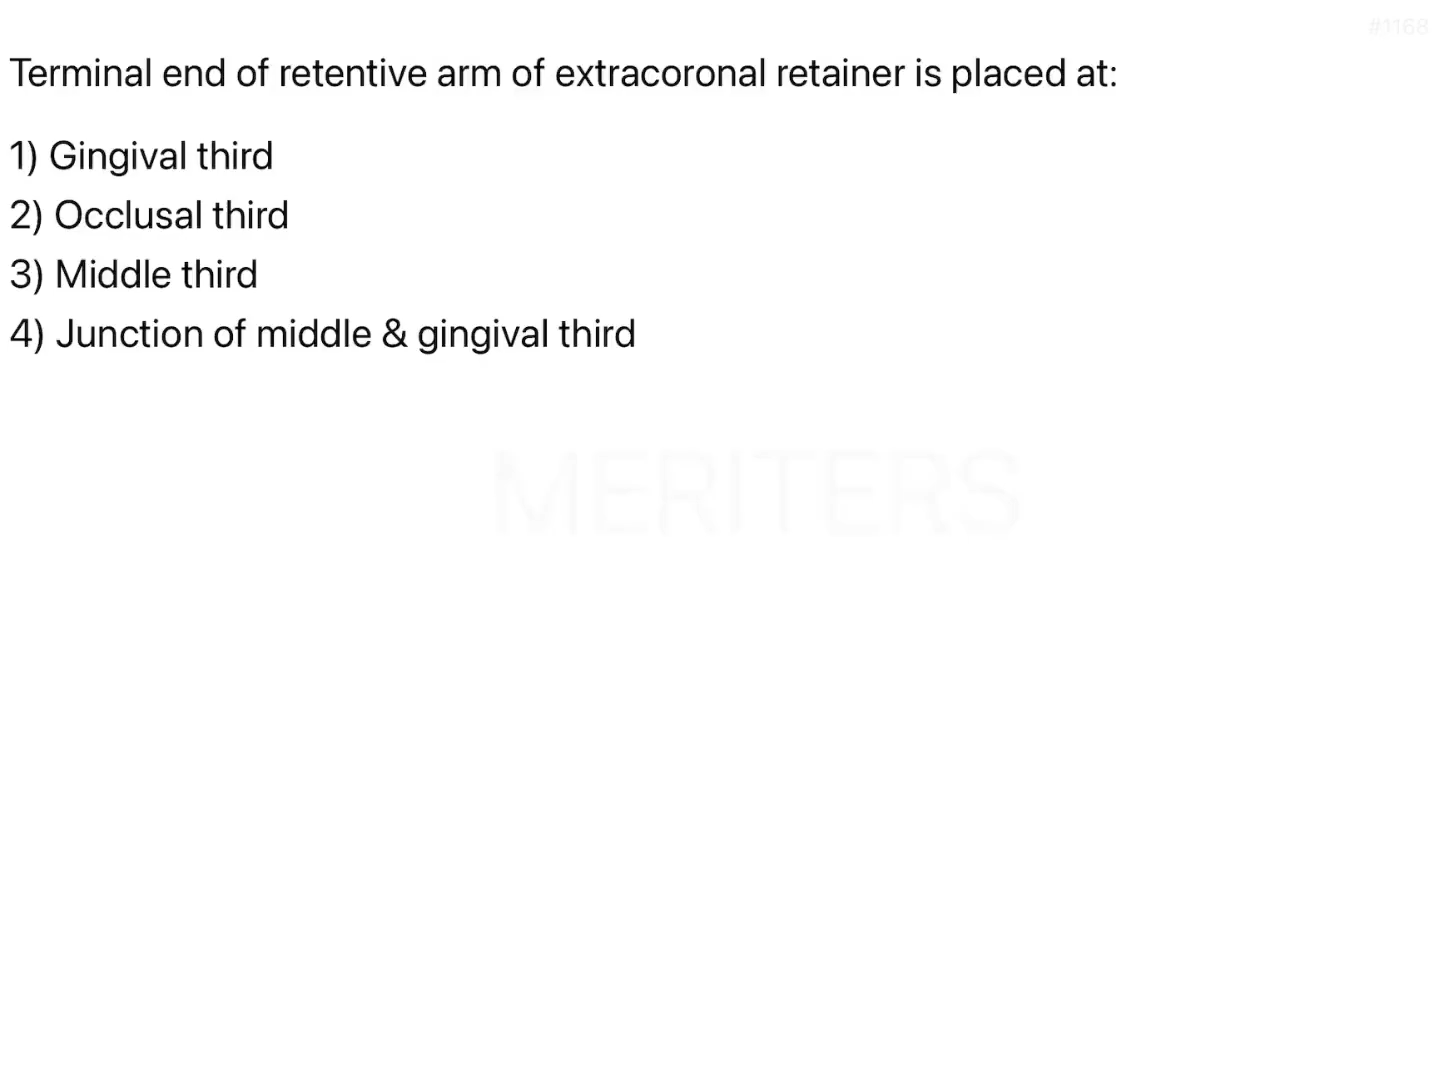 #1168
Terminal end of retentive arm of extracoronal retainer is placed at:
1) Gingival third
2) Occlusal third
3) Middle third
4) Junction of middle & gingival third
MERITERS